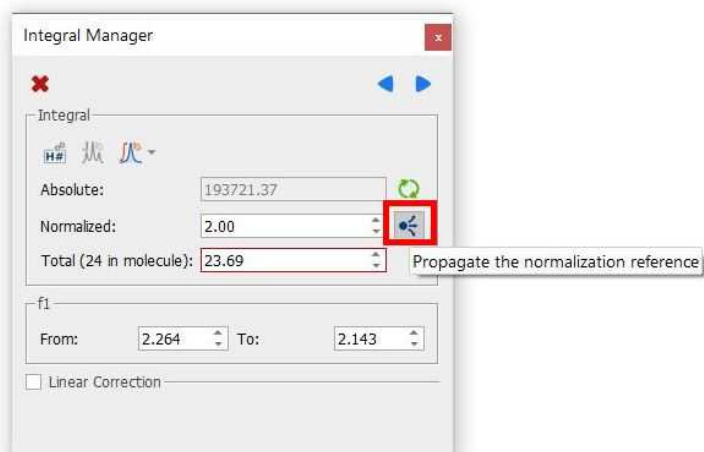 Integral Manager
x
Integral
H#
Absolute: 193721.37
Normalized: 2.00
Total (24 in molecule): 23.69
Propagate the normalization reference
f1
From: 2.264 To: 2.143
Linear Correction